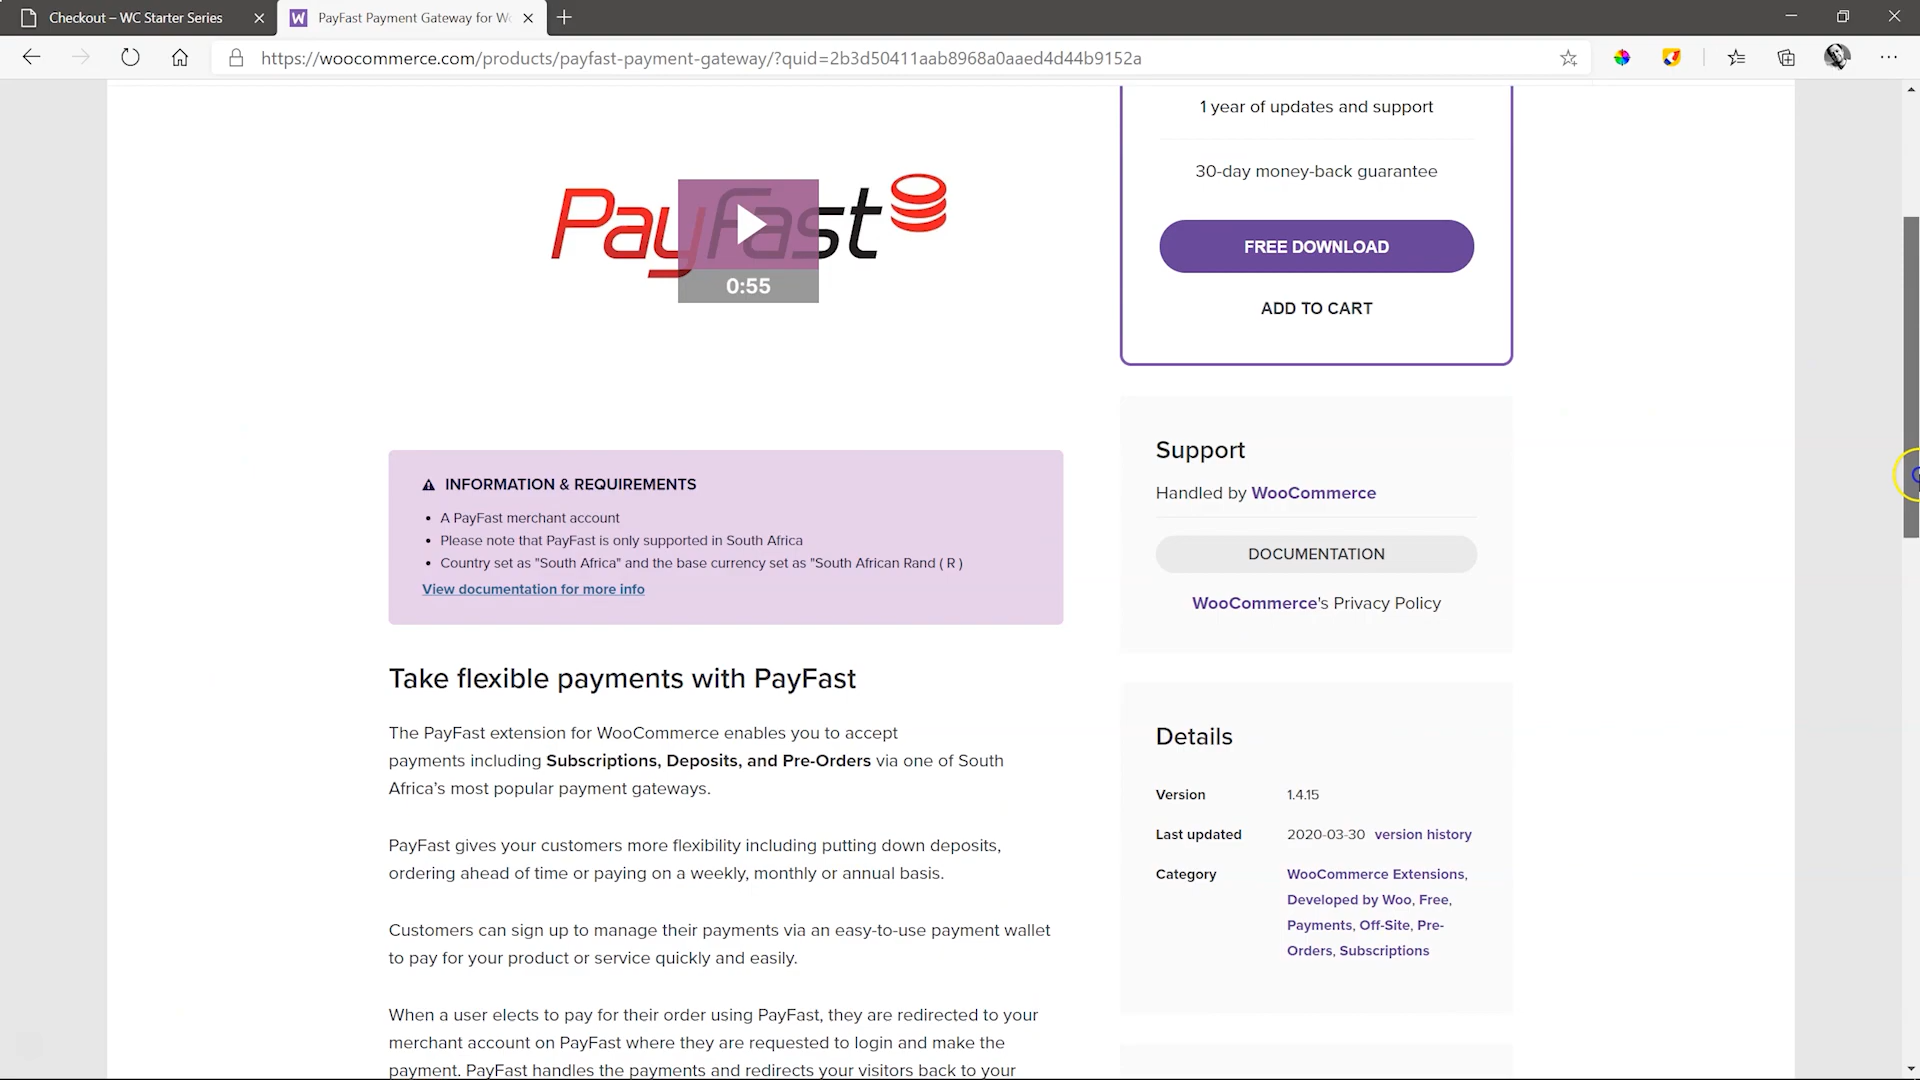 Checkout – WC Starter Series
PayFast Payment Gateway for Wo
https://woocommerce.com/products/payfast-payment-gateway/?quid=2b3d50411aab8968a0aaed4d44b9152a
PayFast
0:55
1 year of updates and support
30-day money-back guarantee
FREE DOWNLOAD
ADD TO CART
INFORMATION & REQUIREMENTS
• A PayFast merchant account
• Please note that PayFast is only supported in South Africa
• Country set as "South Africa" and the base currency set as "South African Rand ( R )
View documentation for more info
Take flexible payments with PayFast
The PayFast extension for WooCommerce enables you to accept
payments including Subscriptions, Deposits, and Pre-Orders via one of South
Africa’s most popular payment gateways.
PayFast gives your customers more flexibility including putting down deposits,
ordering ahead of time or paying on a weekly, monthly or annual basis.
Customers can sign up to manage their payments via an easy-to-use payment wallet
to pay for your product or service quickly and easily.
When a user elects to pay for their order using PayFast, they are redirected to your
merchant account on PayFast where they are requested to login and make the
payment. PayFast handles the payments and redirects your visitors back to your
Support
Handled by WooCommerce
DOCUMENTATION
WooCommerce's Privacy Policy
Details
Version 1.4.15
Last updated 2020-03-30 version history
Category WooCommerce Extensions,
Developed by Woo, Free,
Payments, Off-Site, Pre-
Orders, Subscriptions